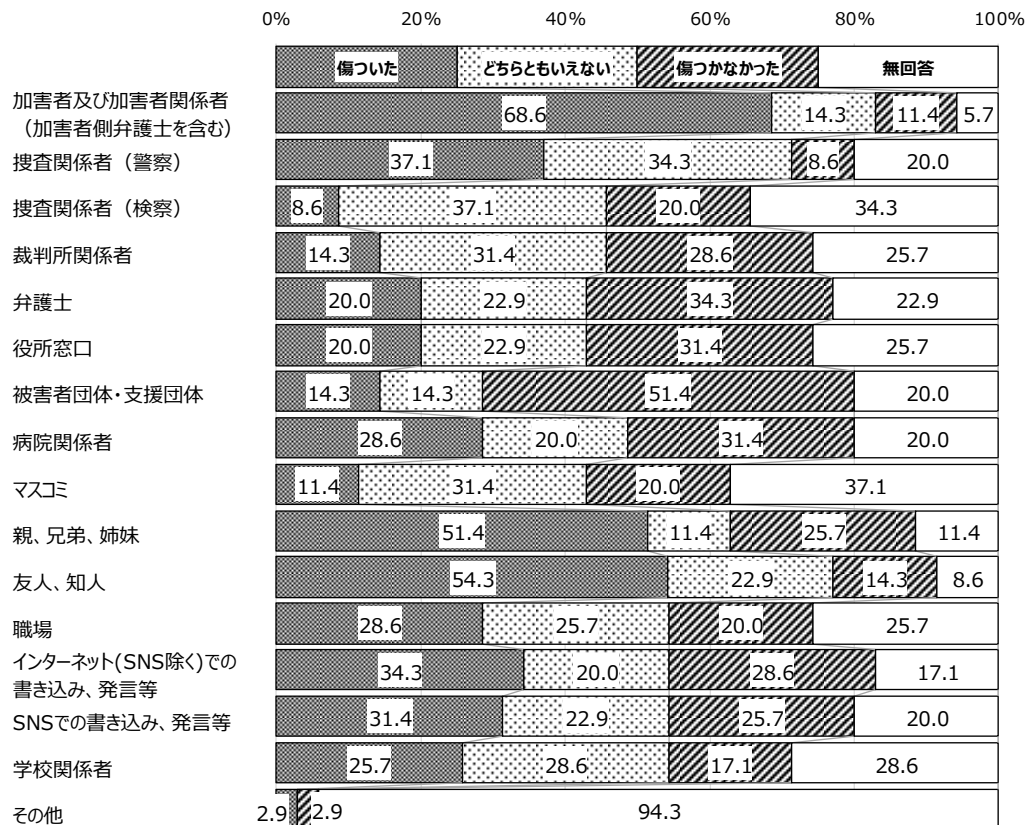 0% 20% 40% 60% 80% 100%
傷ついた どちらともいえない 傷つかなかった 無回答
加害者及び加害者関係者
（加害者側弁護士を含む）
68.6 14.3 11.4 5.7
捜査関係者（警察） 37.1 34.3 8.6 20.0
捜査関係者（検察） 8.6 37.1 20.0 34.3
裁判所関係者 14.3 31.4 28.6 25.7
弁護士 20.0 22.9 34.3 22.9
役所窓口 20.0 22.9 31.4 25.7
被害者団体・支援団体 14.3 14.3 51.4 20.0
病院関係者 28.6 20.0 31.4 20.0
マスコミ 11.4 31.4 20.0 37.1
親、兄弟、姉妹 51.4 11.4 25.7 11.4
友人、知人 54.3 22.9 14.3 8.6
職場 28.6 25.7 20.0 25.7
インターネット(SNS除く)での
書き込み、発言等
34.3 20.0 28.6 17.1
SNSでの書き込み、発言等 31.4 22.9 25.7 20.0
学校関係者 25.7 28.6 17.1 28.6
その他 2.9 2.9 94.3